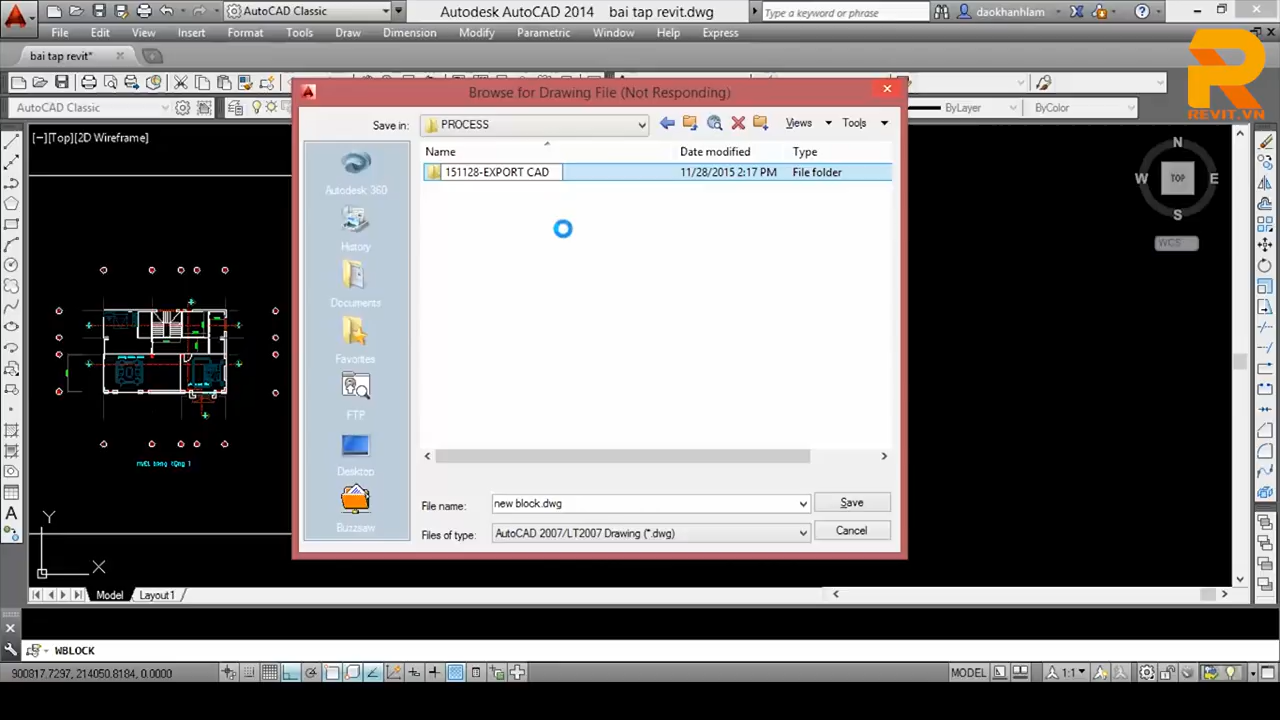 AutoCAD Classic
Autodesk AutoCAD 2014 bai tap revit.dwg
Type a keyword or phrase
daokhanhlam
File Edit View Insert Format Tools Draw Dimension Modify Parametric Window Help Express
bai tap revit*
REVIT.VN
AutoCAD Classic
ByLayer
ByColor
[−][Top][2D Wireframe]
Browse for Drawing File (Not Responding)
Save in: PROCESS
Views Tools
Name Date modified Type
151128-EXPORT CAD 11/28/2015 2:17 PM File folder
Autodesk 360
History
Documents
Favorites
FTP
Desktop
Buzzsaw
File name: new block.dwg Save
Files of type: AutoCAD 2007/LT2007 Drawing (*.dwg) Cancel
N
W TOP E
S
WCS
Y
X
Model Layout1
WBLOCK
900817.7297, 214050.8184, 0.0000
MODEL
1:1